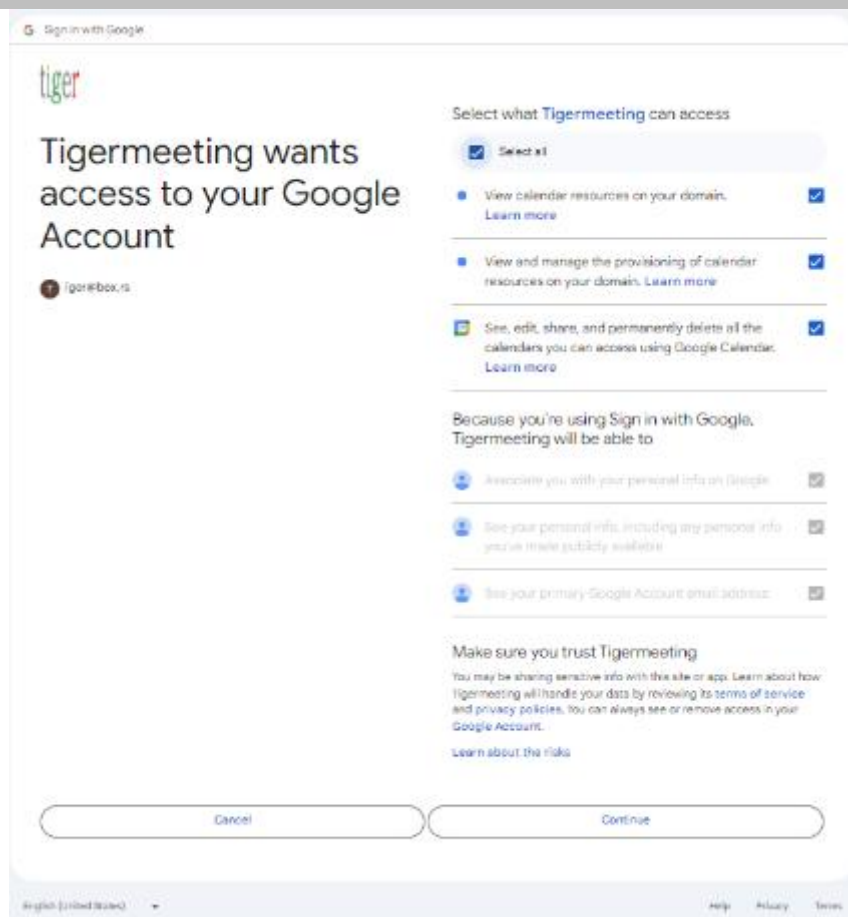 Sign in with Google
tiger
Tigermeeting wants
access to your Google
Account
igor@box.rs
Select what Tigermeeting can access
Select all
View calendar resources on your domain.
Learn more
View and manage the provisioning of calendar
resources on your domain. Learn more
See, edit, share, and permanently delete all the
calendars you can access using Google Calendar.
Learn more
Because you're using Sign in with Google,
Tigermeeting will be able to
Associate you with your personal info on Google
See your personal info, including any personal info
you've made publicly available
See your primary Google Account email address
Make sure you trust Tigermeeting
You may be sharing sensitive info with this site or app. Learn about how
Tigermeeting will handle your data by reviewing its terms of service
and privacy policies. You can always see or remove access in your
Google Account.
Learn about the risks
Cancel
Continue
English (United States)
Help Privacy Terms